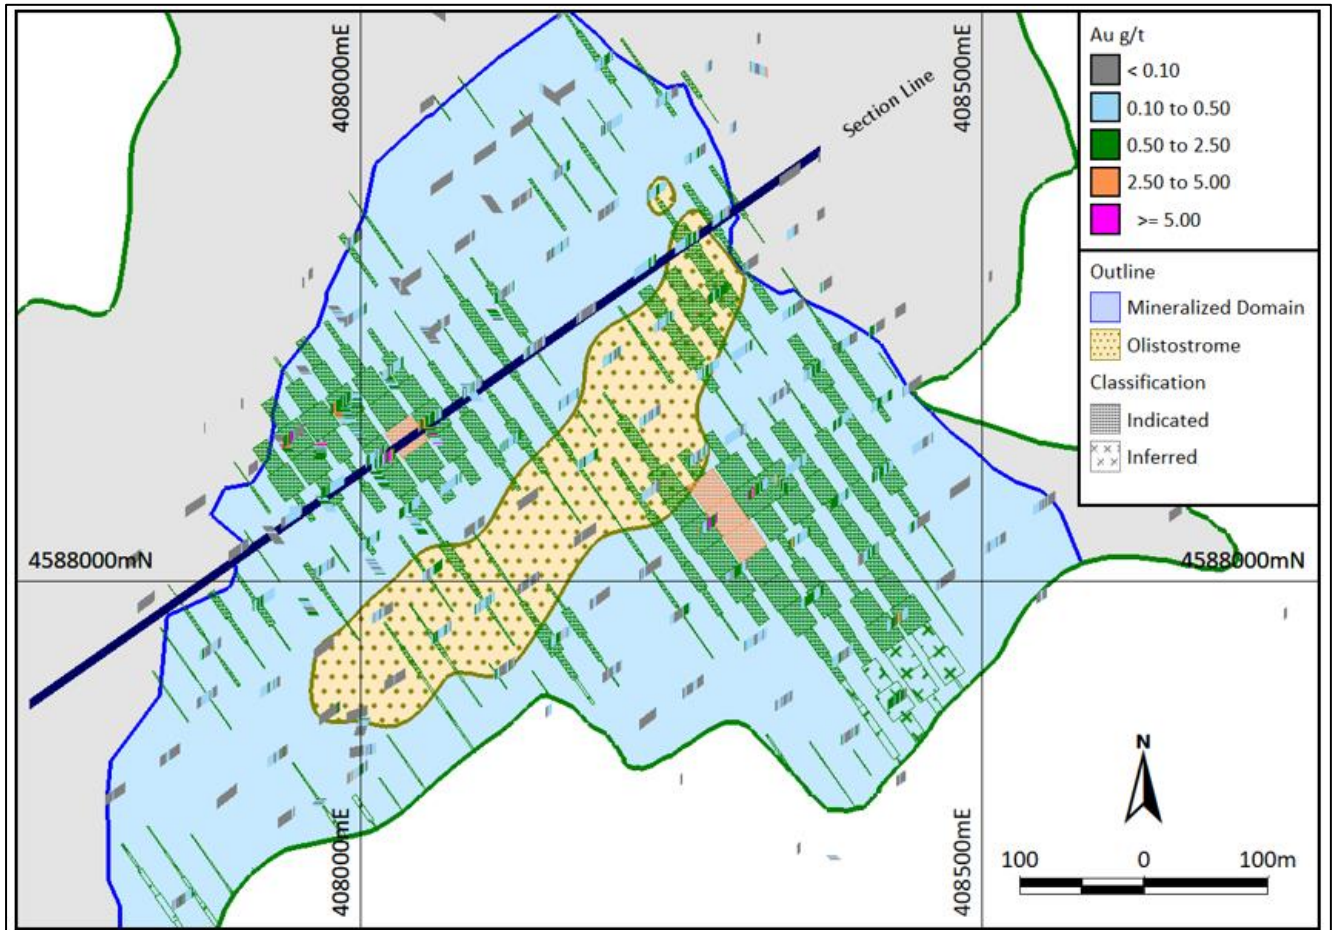 408000mE
408500mE
Section Line
Au g/t
< 0.10
0.10 to 0.50
0.50 to 2.50
2.50 to 5.00
>= 5.00
Outline
Mineralized Domain
Olistostrome
Classification
Indicated
Inferred
4588000mN
4588000mN
408000mE
408500mE
N
100 0 100m